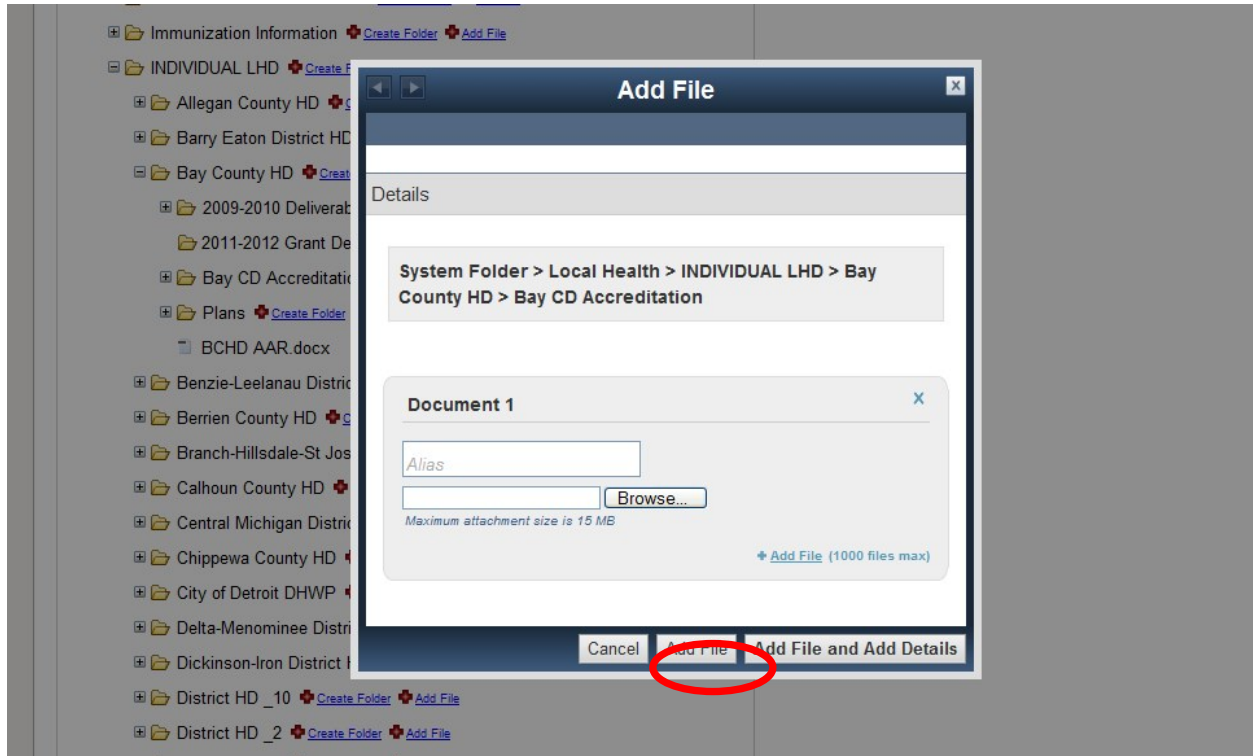 Immunization Information Create Folder Add File
INDIVIDUAL LHD Create F
Allegan County HD
Barry Eaton District HD
Bay County HD Creat
2009-2010 Deliverab
2011-2012 Grant De
Bay CD Accreditatio
Plans Create Folder
BCHD AAR.docx
Benzie-Leelanau Distric
Berrien County HD
Branch-Hillsdale-St Jos
Calhoun County HD
Central Michigan Distric
Chippewa County HD
City of Detroit DHWP
Delta-Menominee Distri
Dickinson-Iron District
District HD _10 Create Folder Add File
District HD _2 Create Folder Add File
Add File
X
Details
System Folder > Local Health > INDIVIDUAL LHD > Bay
County HD > Bay CD Accreditation
Document 1
X
Alias
Browse...
Maximum attachment size is 15 MB
+ Add File (1000 files max)
Cancel Add File Add File and Add Details